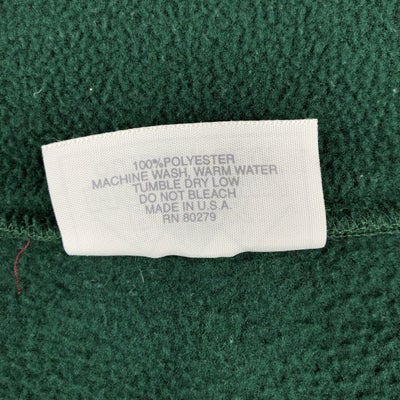 100%POLYESTER
MACHINE WASH, WARM WATER
TUMBLE DRY LOW
DO NOT BLEACH
MADE IN U.S.A.
RN 80279